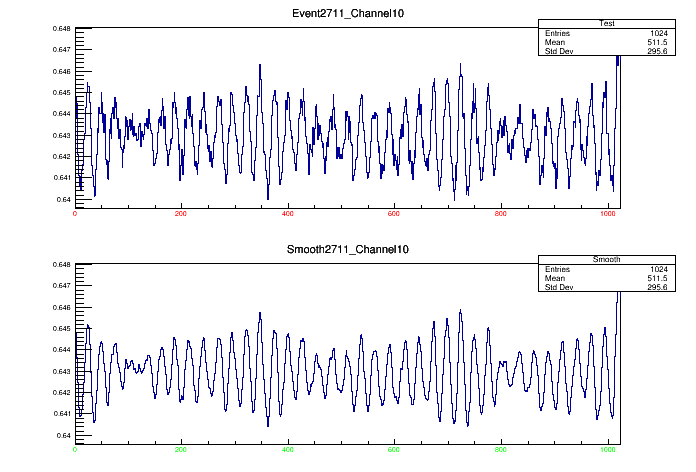 Event2711_Channel10
Test
Entries 1024
Mean 511.5
Std Dev 295.6
0.648
0.647
0.646
0.645
0.644
0.643
0.642
0.641
0.64
0 200 400 600 800 1000
Smooth2711_Channel10
Smooth
Entries 1024
Mean 511.5
Std Dev 295.6
0.648
0.647
0.646
0.645
0.644
0.643
0.642
0.641
0.64
0 200 400 600 800 1000